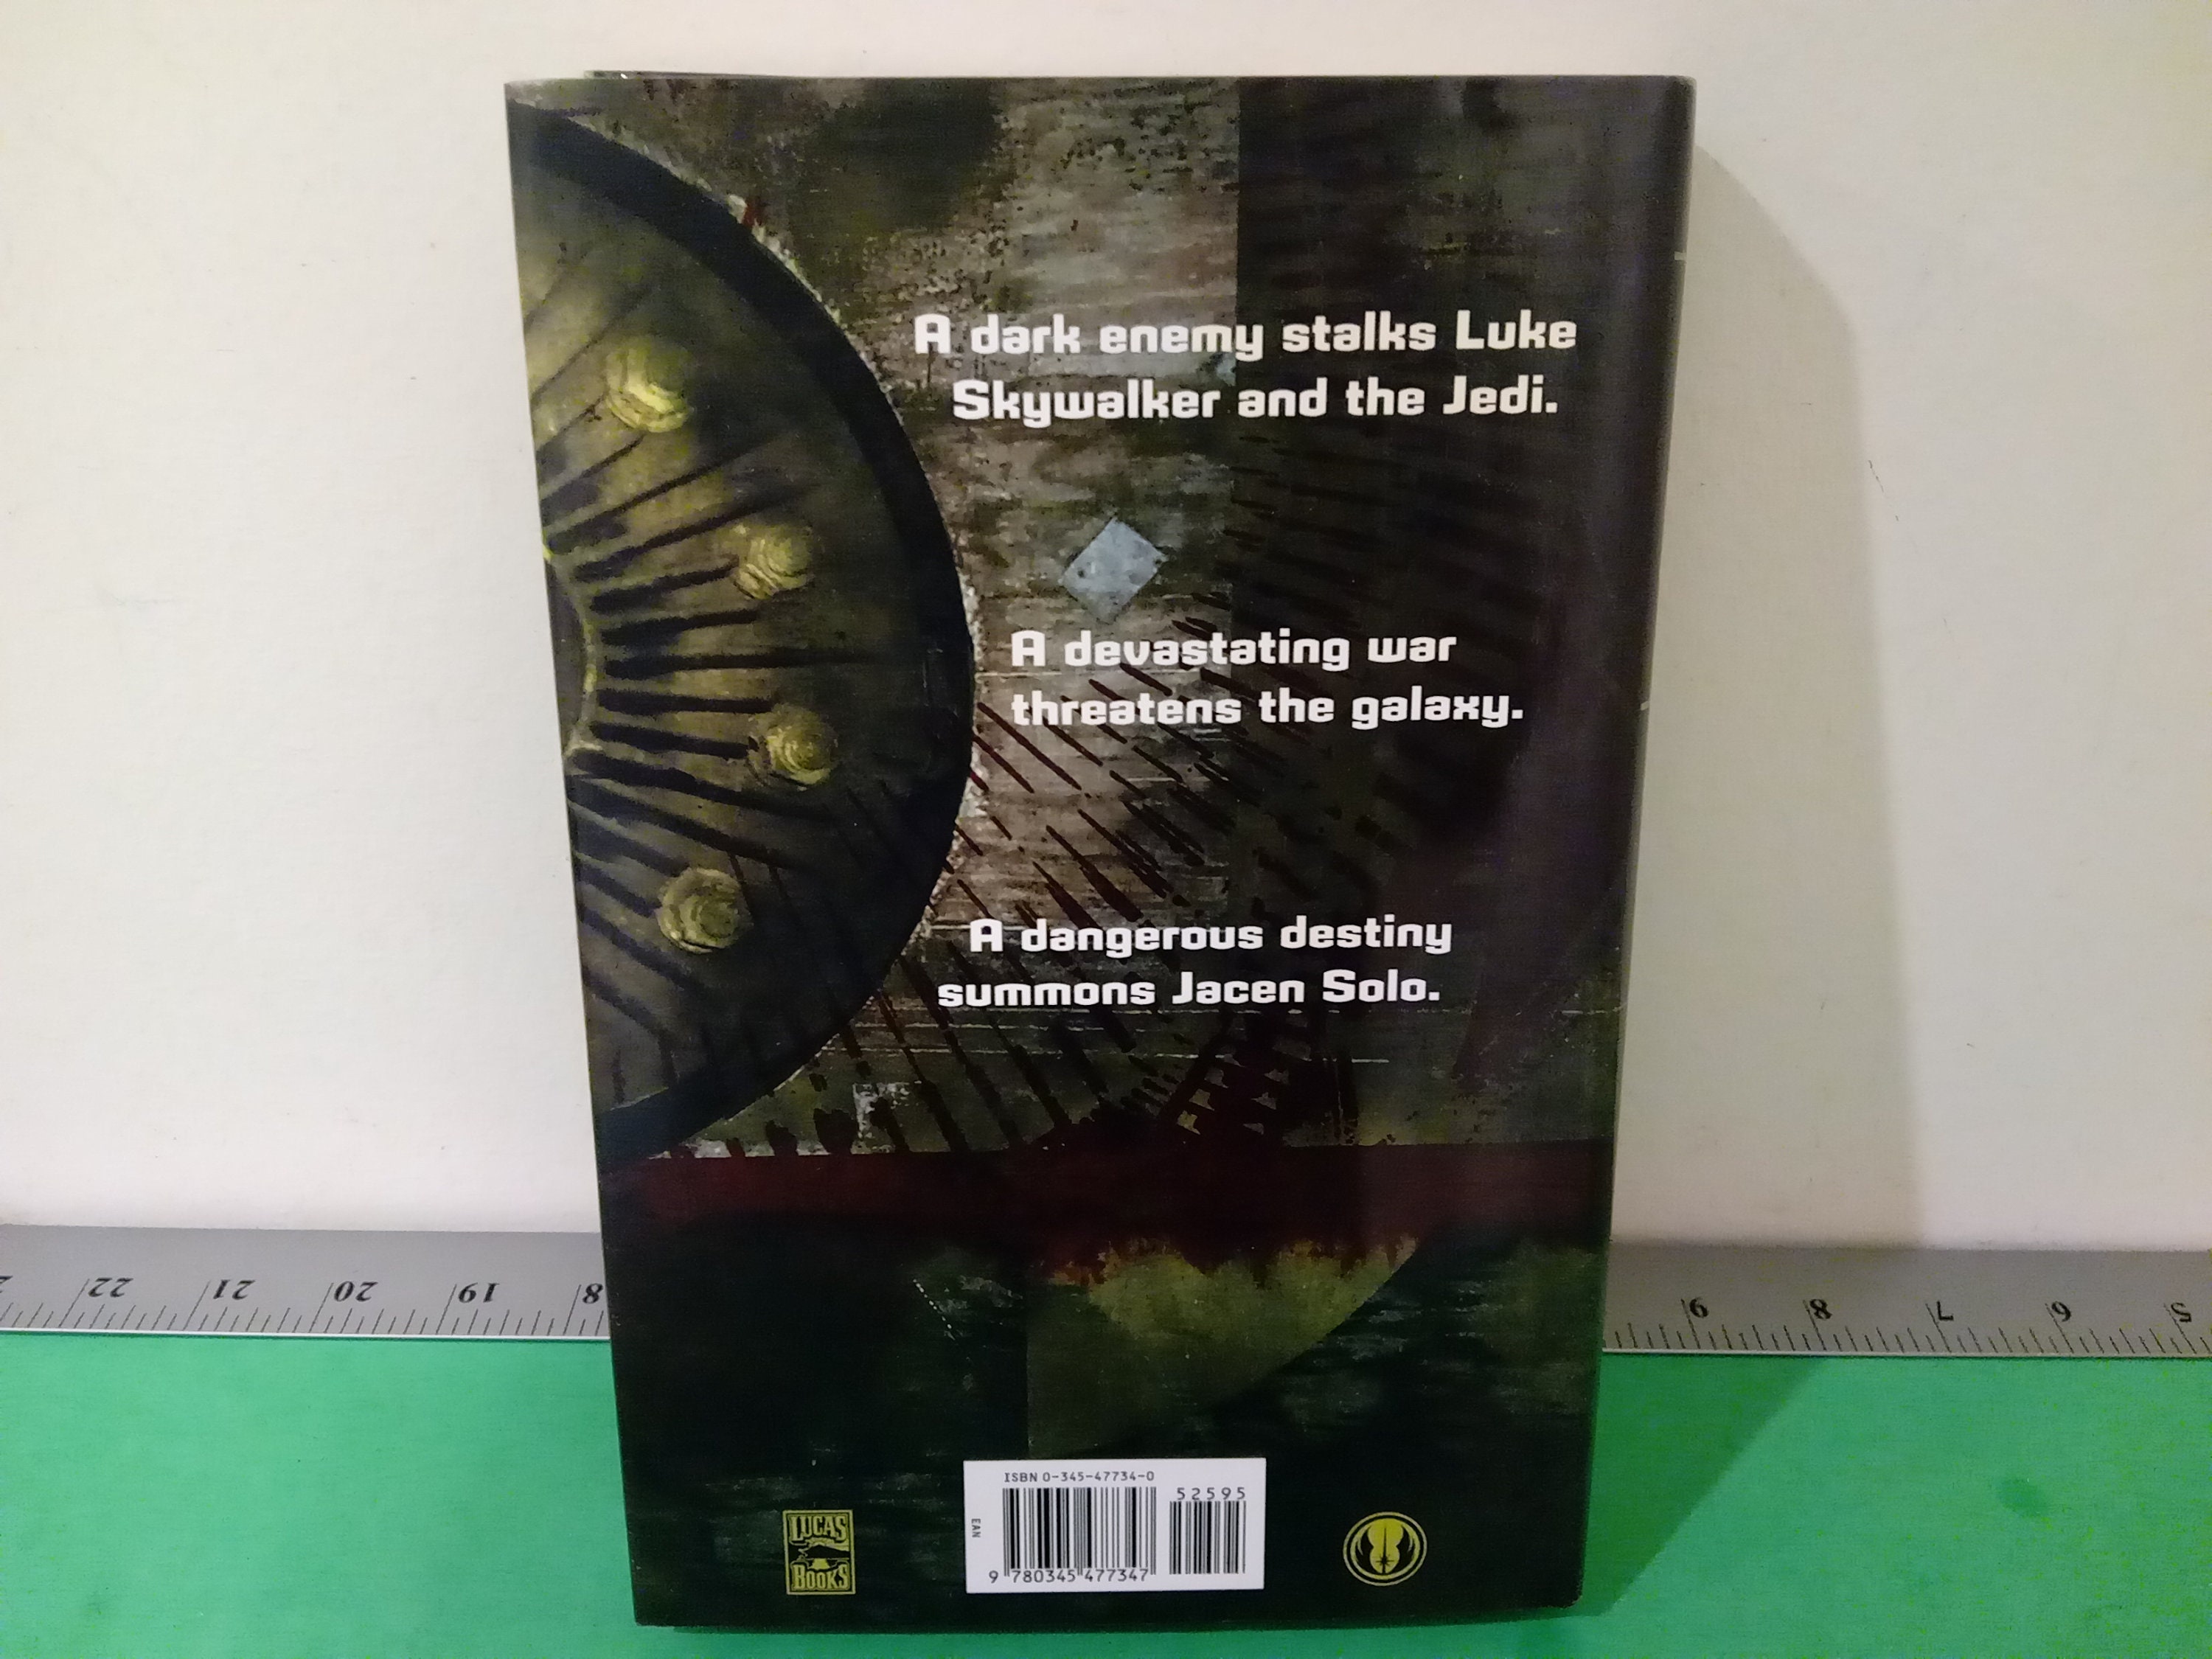 A dark enemy stalks Luke
Skywalker and the Jedi.
A devastating war
threatens the galaxy.
A dangerous destiny
summons Jacen Solo.
22 21 20 19 8 9 8 7 6 5
ISBN 0-345-47734-0
52595
EAN
9 780345 477347
LUCAS
BOOKS